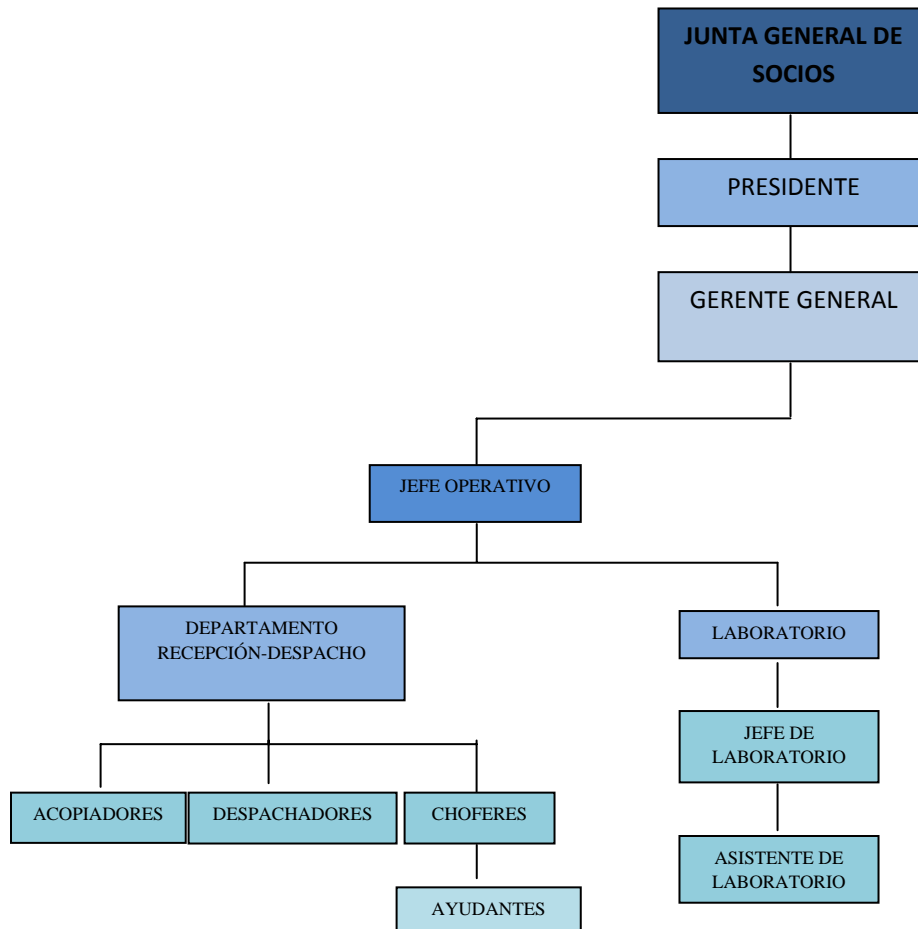 JUNTA GENERAL DE
SOCIOS
PRESIDENTE
GERENTE GENERAL
JEFE OPERATIVO
DEPARTAMENTO
RECEPCIÓN-DESPACHO
LABORATORIO
JEFE DE
LABORATORIO
ACOPIADORES
DESPACHADORES
CHOFERES
ASISTENTE DE
LABORATORIO
AYUDANTES